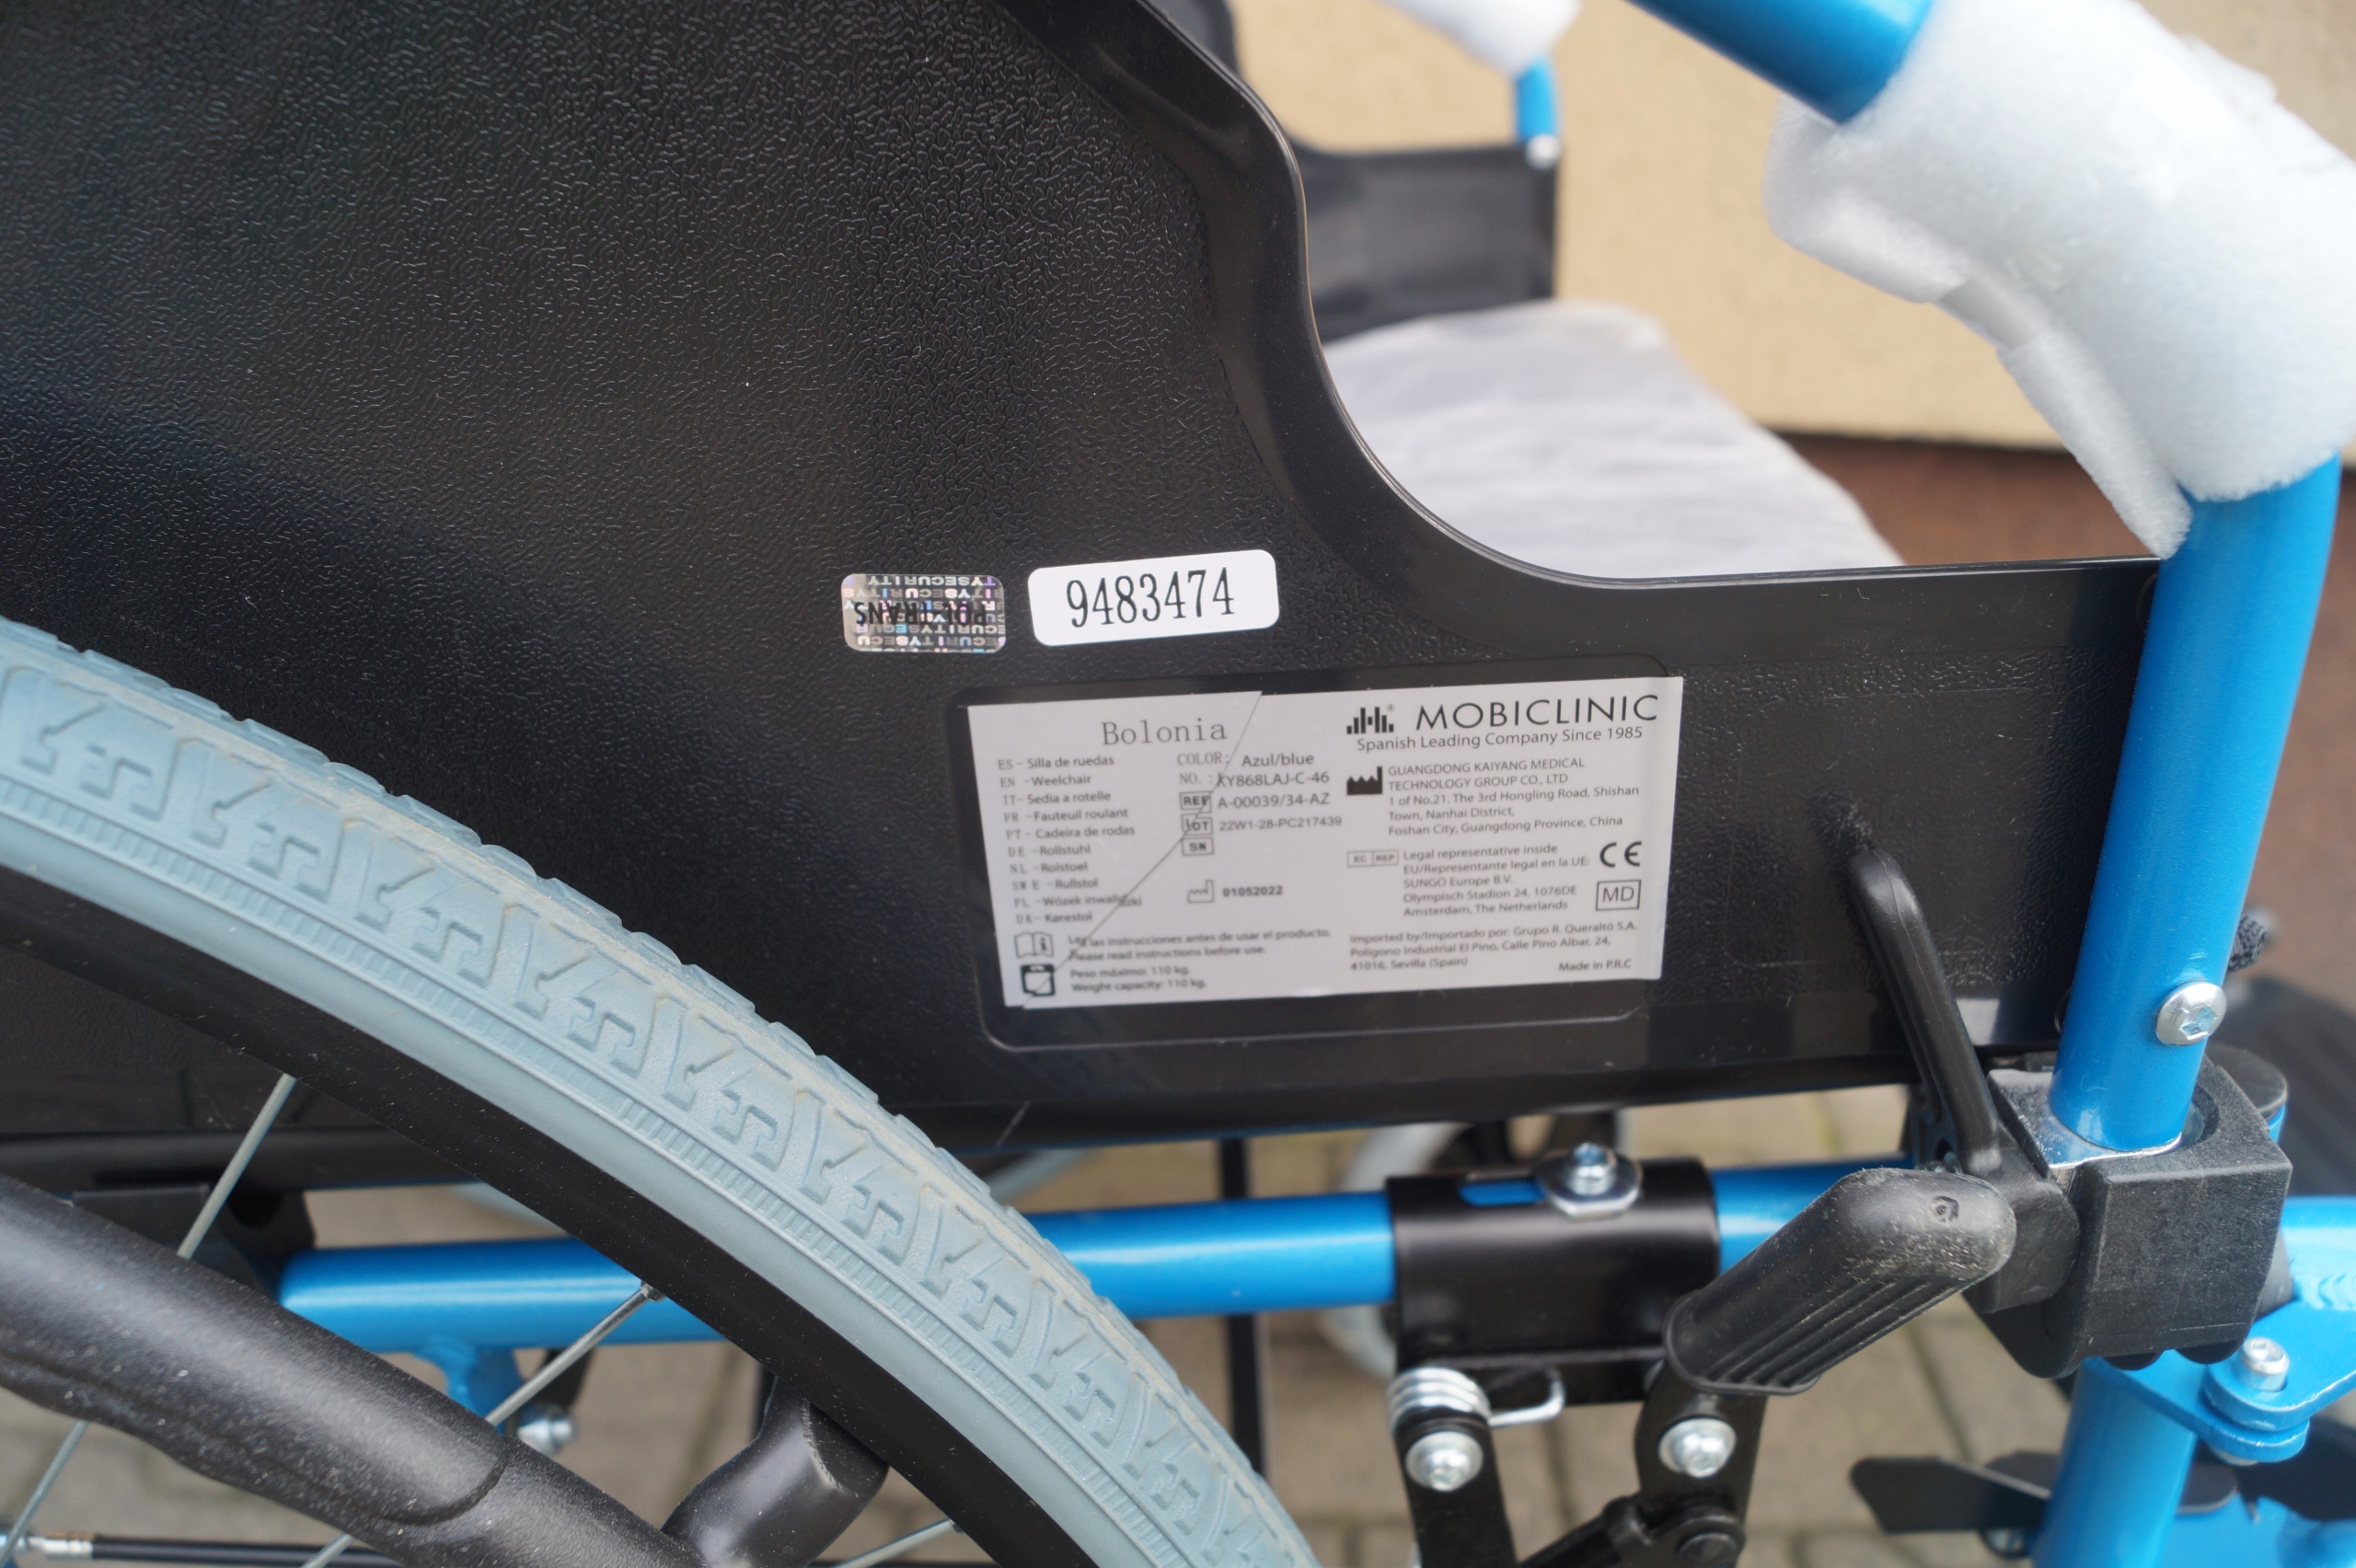 POLTRANS
SECURITY
9483474
Bolonia
ES - Silla de ruedas
EN -Weelchair
IT- Sedia a rotelle
FR - Fauteuil roulant
PT - Cadeira de rodas
DE -Rollstuhl
NL - Rolstoel
SWE -Rullstol
PL -Wózek inwalidzki
DK- Kørestol
COLOR: Azul/blue
NO. : KY868LAJ-C-46
REF A-00039/34-AZ
LOT 22W1-28-PC217439
SN
01052022
Lea las instrucciones antes de usar el producto.
Please read instructions before use.
Peso máximo: 110 kg.
Weight capacity: 110 kg.
MOBICLINIC
Spanish Leading Company Since 1985
GUANGDONG KAIYANG MEDICAL
TECHNOLOGY GROUP CO., LTD
1 of No.21. The 3rd Hongling Road, Shishan
Town, Nanhai District,
Foshan City, Guangdong Province, China
EC REP Legal representative inside
EU/Representante legal en la UE:
SUNGO Europe B.V.
Olympisch Stadion 24, 1076DE
Amsterdam, The Netherlands
CE
MD
Imported by/Importado por: Grupo R. Queraltó S.A.
Polígono Industrial El Pino, Calle Pino Albar, 24,
41016, Sevilla (Spain)
Made in P.R.C